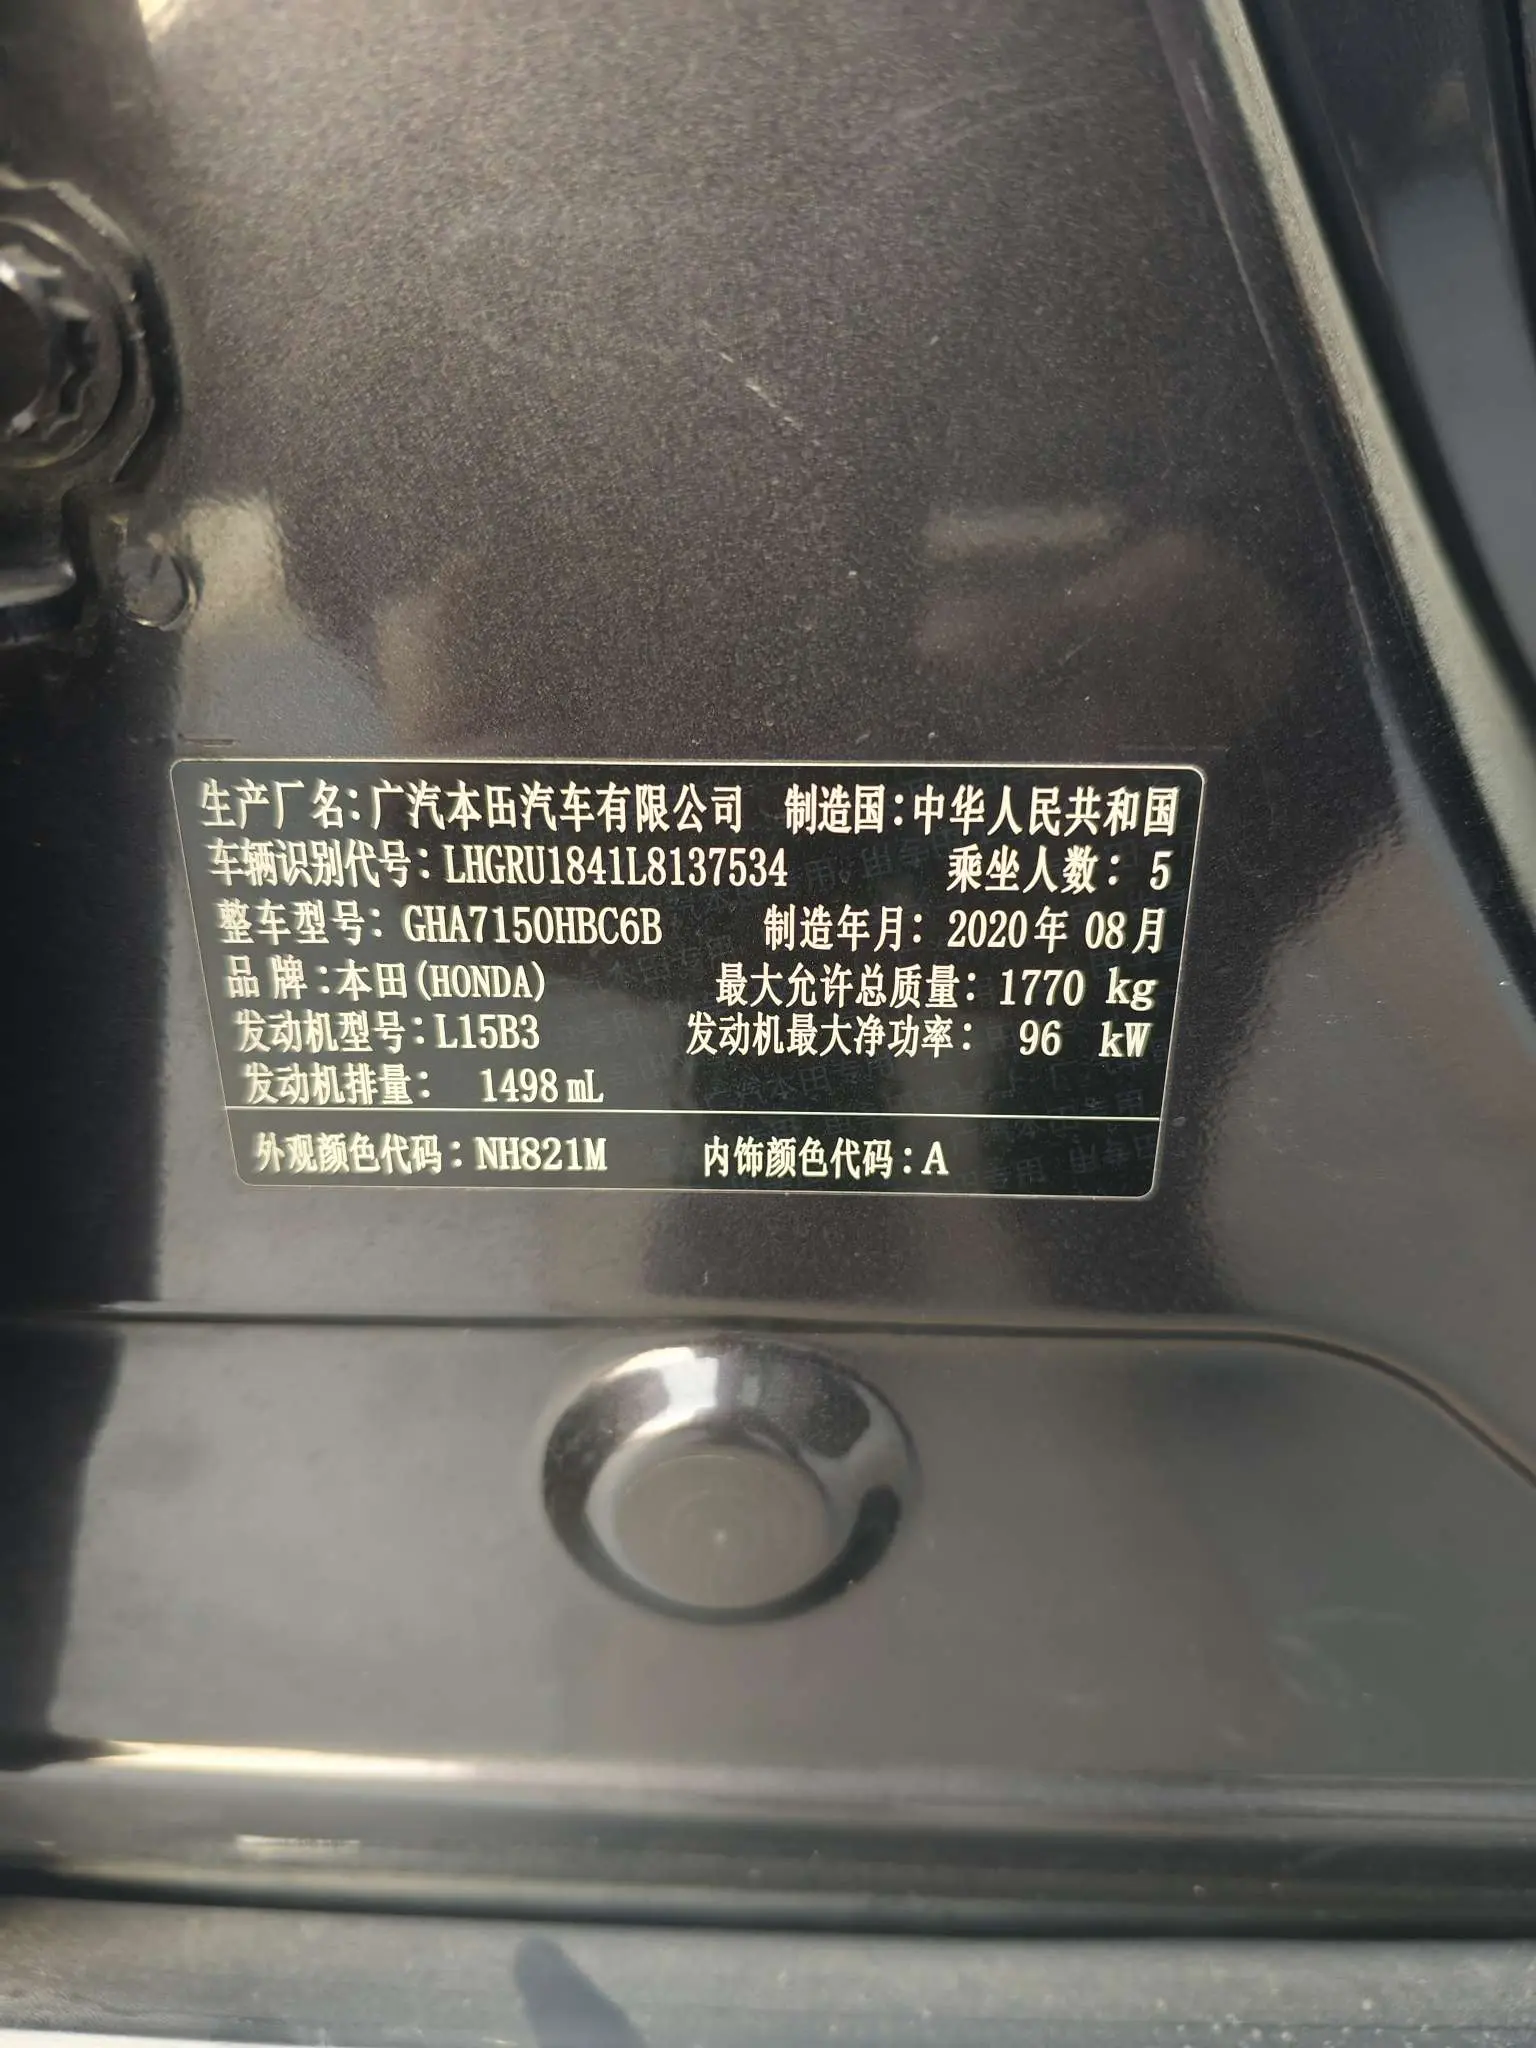 生产厂名:广汽本田汽车有限公司 制造国:中华人民共和国
车辆识别代号:LHGRU1841L8137534 乘坐人数: 5
整车型号:GHA7150HBC6B 制造年月: 2020年 08月
品 牌:本田(HONDA) 最大允许总质量: 1770 kg
发动机型号:L15B3 发动机最大净功率: 96 kW
发动机排量: 1498 mL
外观颜色代码:NH821M 内饰颜色代码:A